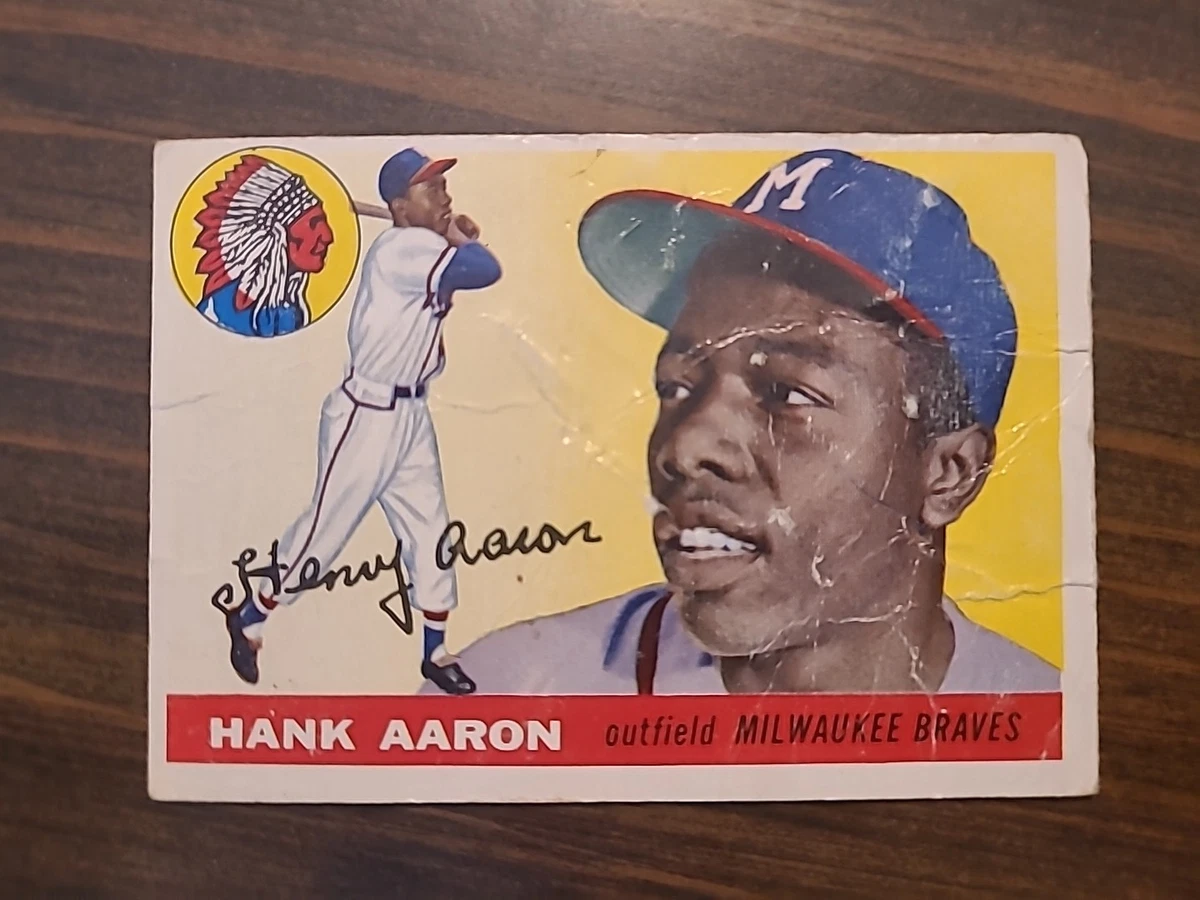 M
Henry Aaron
HANK AARON outfield MILWAUKEE BRAVES